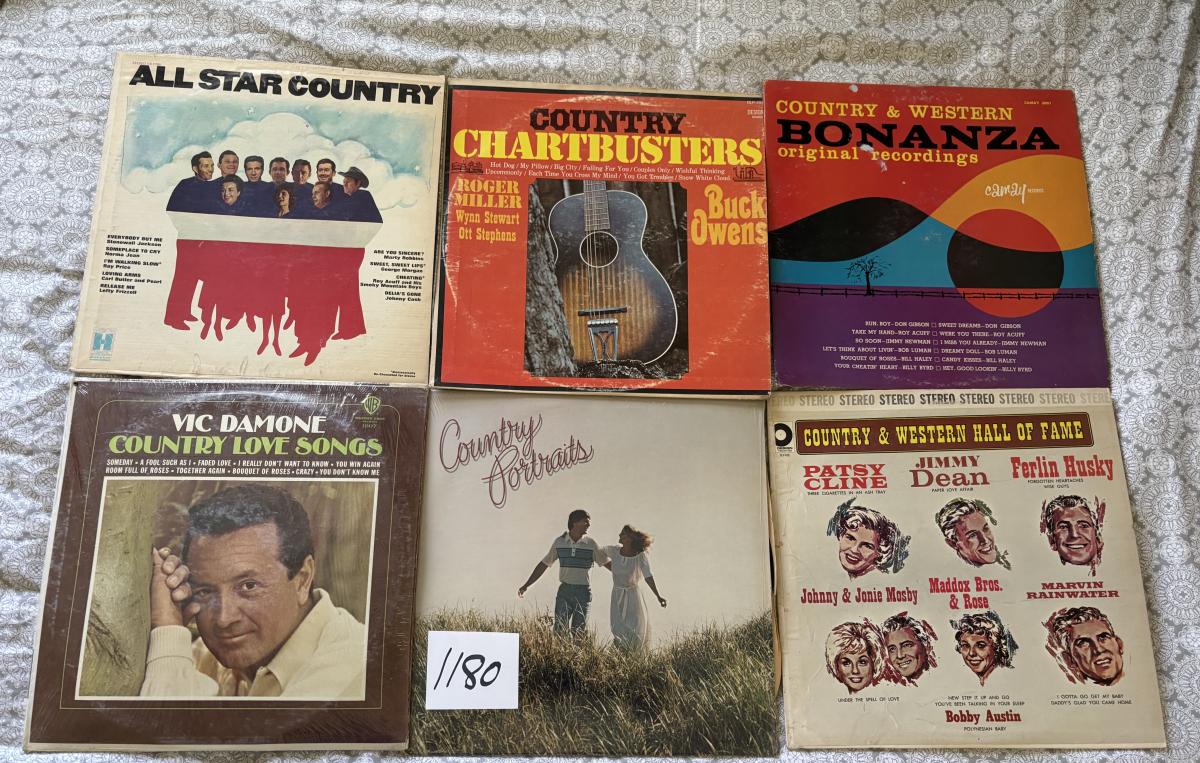 ALL STAR COUNTRY
EVERYBODY BUT ME
Stonewall Jackson
SOMEPLACE TO CRY
Norma Jean
I'M WALKING SLOW*
Ray Price
LOVING ARMS
Carl Butler and Pearl
RELEASE ME
Lefty Frizzell
ARE YOU SINCERE?
Marty Robbins
SWEET, SWEET LIPS*
George Morgan
CHEATING*
Roy Acuff and His
Smoky Mountain Boys
DELIA'S GONE
Johnny Cash
H
*Electronically
Re-Channeled for Stereo
DESIGN
COUNTRY
CHARTBUSTERS
Hot Dog / My Pillow / Big City / Falling For You / Couples Only / Wishful Thinking
Uncommonly / Each Time You Cross My Mind / You Got Troubles / Snow White Cloud
ROGER
MILLER
Wynn Stewart
Ott Stephens
Buck
Owens
COUNTRY & WESTERN
BONANZA
original recordings
camay
RUN, BOY—DON GIBSON □ SWEET DREAMS—DON GIBSON
TAKE MY HAND—ROY ACUFF □ WERE YOU THERE—ROY ACUFF
SO SOON—JIMMY NEWMAN □ I MISS YOU ALREADY—JIMMY NEWMAN
LET'S THINK ABOUT LIVIN'—BOB LUMAN □ DREAMY DOLL—BOB LUMAN
BOUQUET OF ROSES—BILL HALEY □ CANDY KISSES—BILL HALEY
YOUR CHEATIN' HEART—BILLY BYRD □ HEY, GOOD LOOKIN'—BILLY BYRD
VIC DAMONE
COUNTRY LOVE SONGS
SOMEDAY • A FOOL SUCH AS I • FADED LOVE • I REALLY DON'T WANT TO KNOW • YOU WIN AGAIN
ROOM FULL OF ROSES • TOGETHER AGAIN • BOUQUET OF ROSES • CRAZY • YOU DON'T KNOW ME
Country
Portraits
1180
STEREO STEREO STEREO STEREO STEREO STEREO STEREO
COUNTRY & WESTERN HALL OF FAME
PATSY
CLINE
THREE CIGARETTES IN AN ASH TRAY
JIMMY
Dean
PAPER LOVE AFFAIR
Ferlin Husky
FORGOTTEN HEARTACHES
WISE GUYS
Johnny & Jonie Mosby
UNDER THE SPELL OF LOVE
Maddox Bros.
& Rose
NEW STEP IT UP AND GO
YOU'VE BEEN TALKING IN YOUR SLEEP
MARVIN
RAINWATER
I GOTTA GO GET MY BABY
DADDY'S GLAD YOU CAME HOME
Bobby Austin
POLYNESIAN BABY